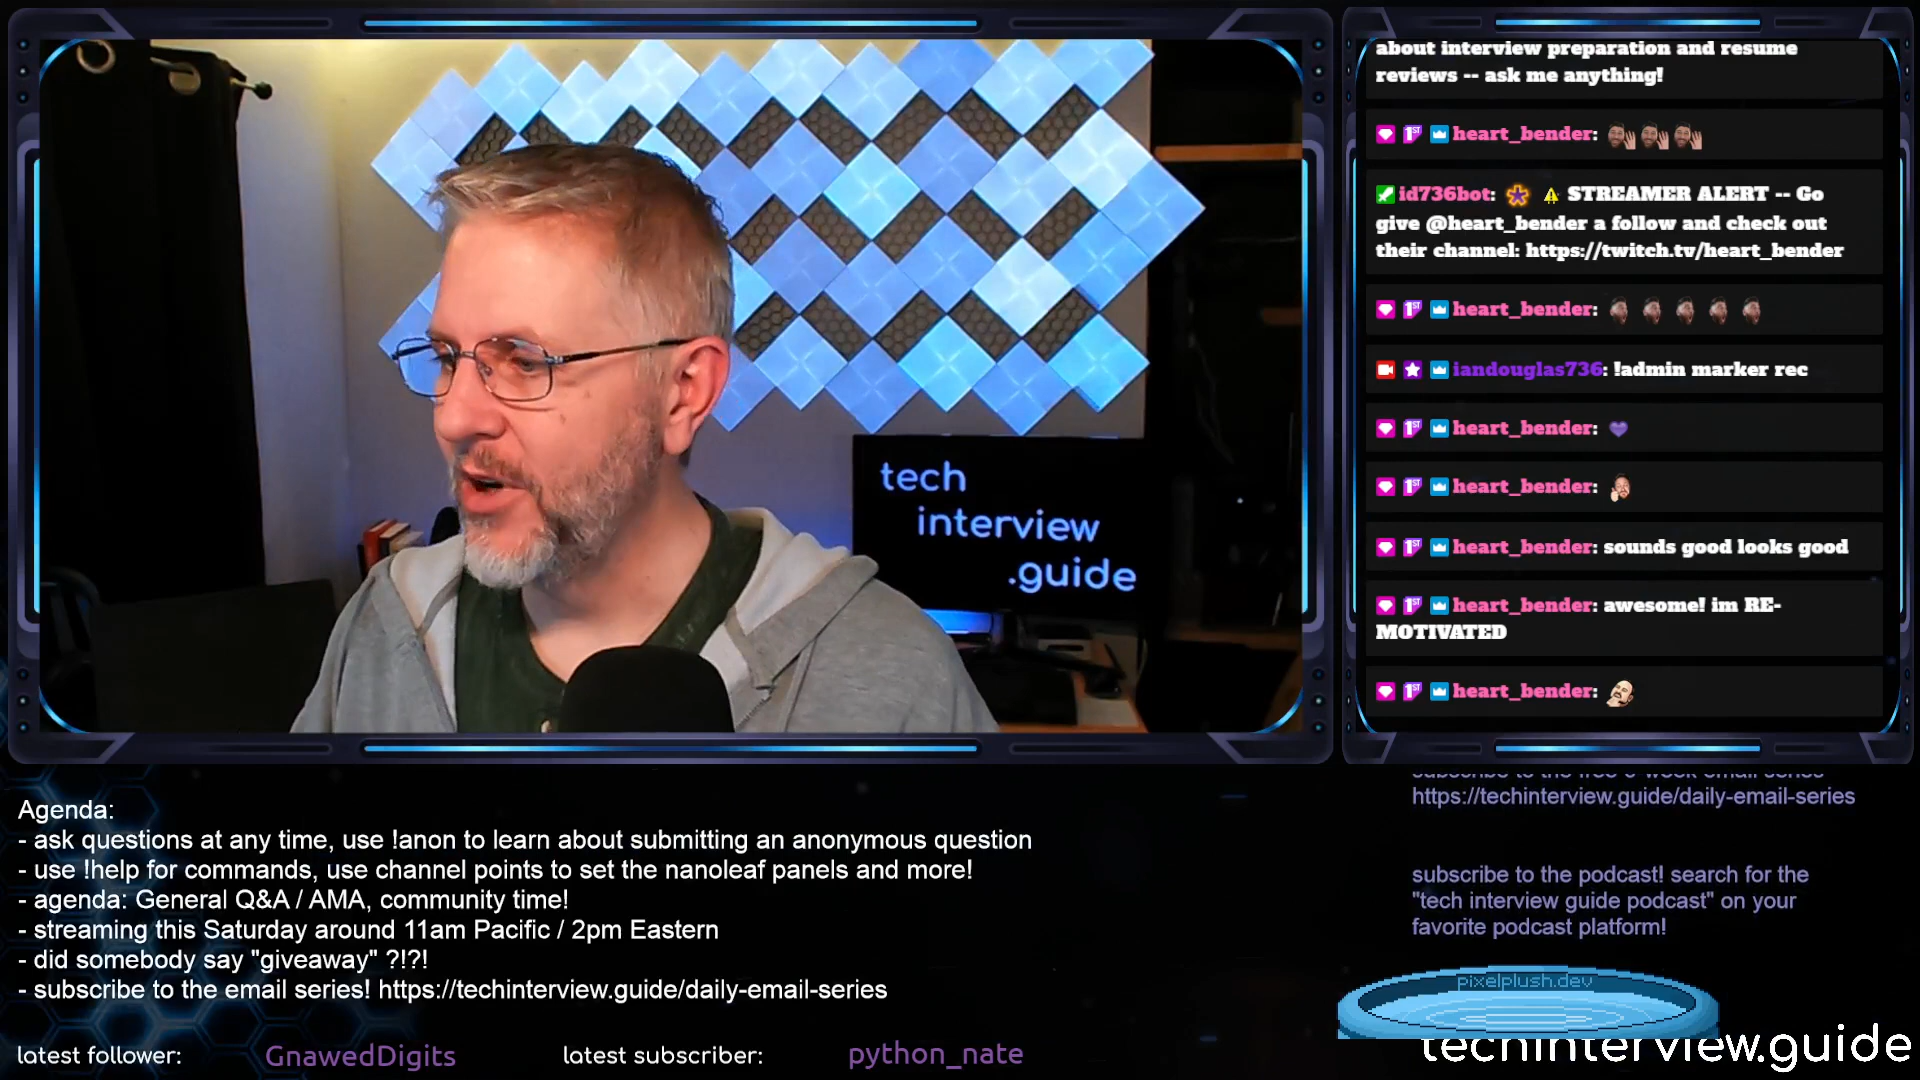 tech
interview
.guide
about interview preparation and resume
reviews -- ask me anything!
heart_bender:
id736bot: STREAMER ALERT -- Go
give @heart_bender a follow and check out
their channel: https://twitch.tv/heart_bender
heart_bender:
iandouglas736: !admin marker rec
heart_bender:
heart_bender:
heart_bender: sounds good looks good
heart_bender: awesome! im RE-
MOTIVATED
heart_bender:
Agenda:
- ask questions at any time, use !anon to learn about submitting an anonymous question
- use !help for commands, use channel points to set the nanoleaf panels and more!
- agenda: General Q&A / AMA, community time!
- streaming this Saturday around 11am Pacific / 2pm Eastern
- did somebody say "giveaway" ?!?!
- subscribe to the email series! https://techinterview.guide/daily-email-series
latest follower: GnawedDigits latest subscriber: python_nate
https://techinterview.guide/daily-email-series
subscribe to the podcast! search for the
"tech interview guide podcast" on your
favorite podcast platform!
pixelplush.dev
techinterview.guide